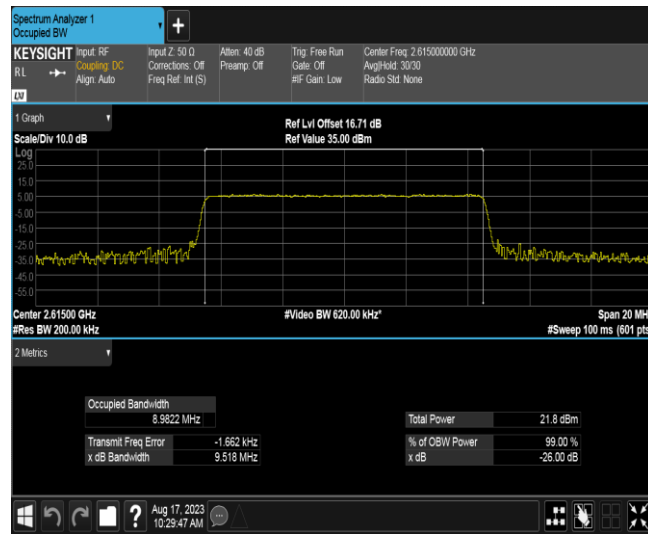 Spectrum Analyzer 1
Occupied BW
+
KEYSIGHT Input: RF Input Z: 50 Ω Atten: 40 dB Trig: Free Run Center Freq: 2.615000000 GHz
RL Coupling: DC Corrections: Off Preamp: Off Gate: Off Avg|Hold: 30/30
Align: Auto Freq Ref: Int (S) #IF Gain: Low Radio Std: None
LXI
1 Graph
Ref Lvl Offset 16.71 dB
Scale/Div 10.0 dB Ref Value 35.00 dBm
Log
25.0
15.0
5.00
-5.00
-15.0
-25.0
-35.0
-45.0
-55.0
Center 2.61500 GHz #Video BW 620.00 kHz* Span 20 MH
#Res BW 200.00 kHz #Sweep 100 ms (601 pts
2 Metrics
Occupied Bandwidth
8.9822 MHz Total Power 21.8 dBm
Transmit Freq Error -1.662 kHz % of OBW Power 99.00 %
x dB Bandwidth 9.518 MHz x dB -26.00 dB
? Aug 17, 2023
10:29:47 AM